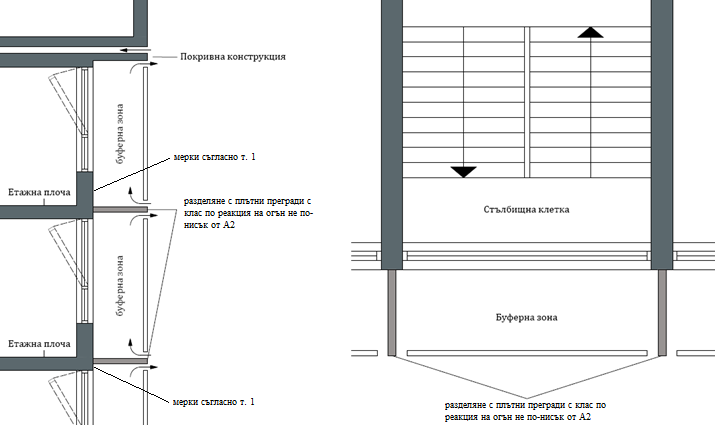 Покривна конструкция
буферна зона
мерки съгласно т. 1
Етажна плоча
разделяне с плътни прегради с
клас по реакция на огън не по-
нисък от A2
буферна зона
Етажна плоча
мерки съгласно т. 1
Стълбищна клетка
Буферна зона
разделяне с плътни прегради с клас по
реакция на огън не по-нисък от A2